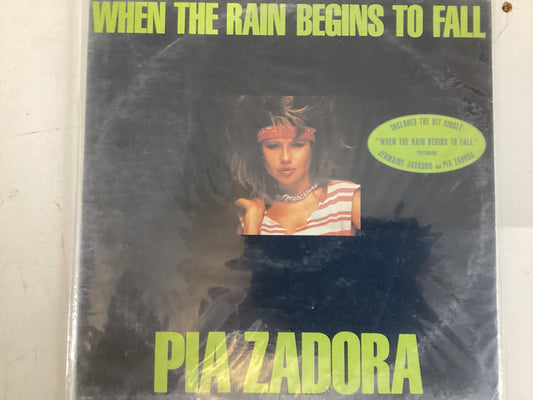 WHEN THE RAIN BEGINS TO FALL
INCLUDES THE HIT SINGLE
"WHEN THE RAIN BEGINS TO FALL"
FEATURING
JERMAINE JACKSON AND PIA ZADORA
PIA ZADORA